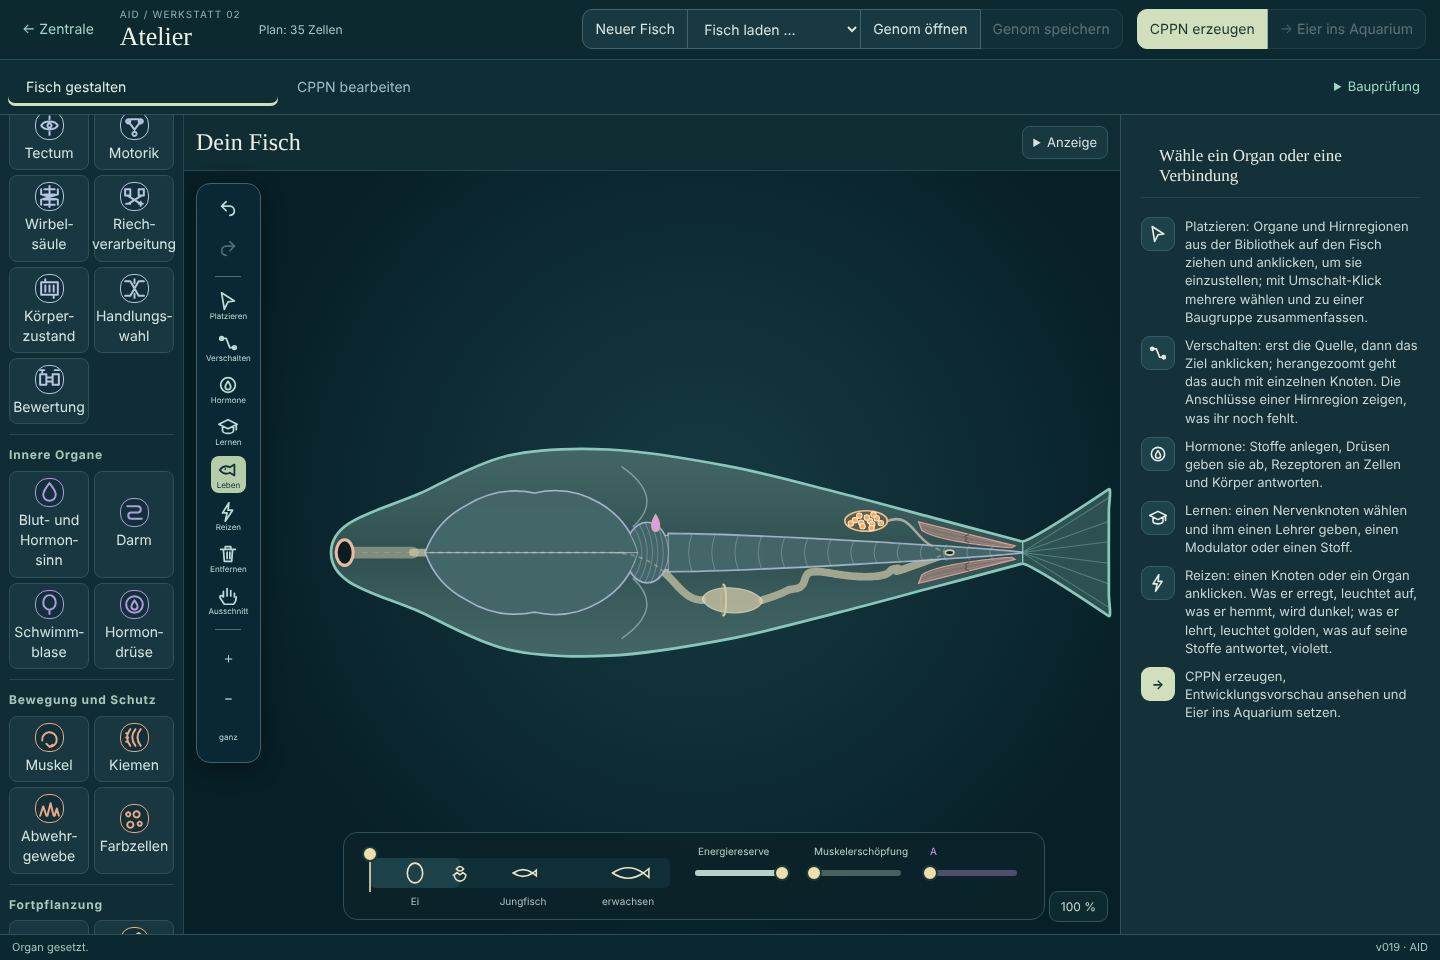 ← Zentrale
AID / WERKSTATT 02
Atelier
Plan: 35 Zellen
Neuer Fisch
Fisch laden ...
Genom öffnen
Genom speichern
CPPN erzeugen
→ Eier ins Aquarium
Fisch gestalten
CPPN bearbeiten
Bauprüfung
Tectum
Motorik
Wirbel-
säule
Riech-
verarbeitung
Körper-
zustand
Handlungs-
wahl
Bewertung
Innere Organe
Blut- und
Hormon-
sinn
Darm
Schwimm-
blase
Hormon-
drüse
Bewegung und Schutz
Muskel
Kiemen
Abwehr-
gewebe
Farbzellen
Fortpflanzung
Dein Fisch
Anzeige
Platzieren
Verschalten
Hormone
Lernen
Leben
Reizen
Entfernen
Ausschnitt
+
−
ganz
Ei
Jungfisch
erwachsen
Energiereserve
Muskelerschöpfung
A
100 %
Wähle ein Organ oder eine
Verbindung
Platzieren: Organe und Hirnregionen
aus der Bibliothek auf den Fisch
ziehen und anklicken, um sie
einzustellen; mit Umschalt-Klick
mehrere wählen und zu einer
Baugruppe zusammenfassen.
Verschalten: erst die Quelle, dann das
Ziel anklicken; herangezoomt geht
das auch mit einzelnen Knoten. Die
Anschlüsse einer Hirnregion zeigen,
was ihr noch fehlt.
Hormone: Stoffe anlegen, Drüsen
geben sie ab, Rezeptoren an Zellen
und Körper antworten.
Lernen: einen Nervenknoten wählen
und ihm einen Lehrer geben, einen
Modulator oder einen Stoff.
Reizen: einen Knoten oder ein Organ
anklicken. Was er erregt, leuchtet auf,
was er hemmt, wird dunkel; was er
lehrt, leuchtet golden, was auf seine
Stoffe antwortet, violett.
→
CPPN erzeugen,
Entwicklungsvorschau ansehen und
Eier ins Aquarium setzen.
Organ gesetzt.
v019 · AID